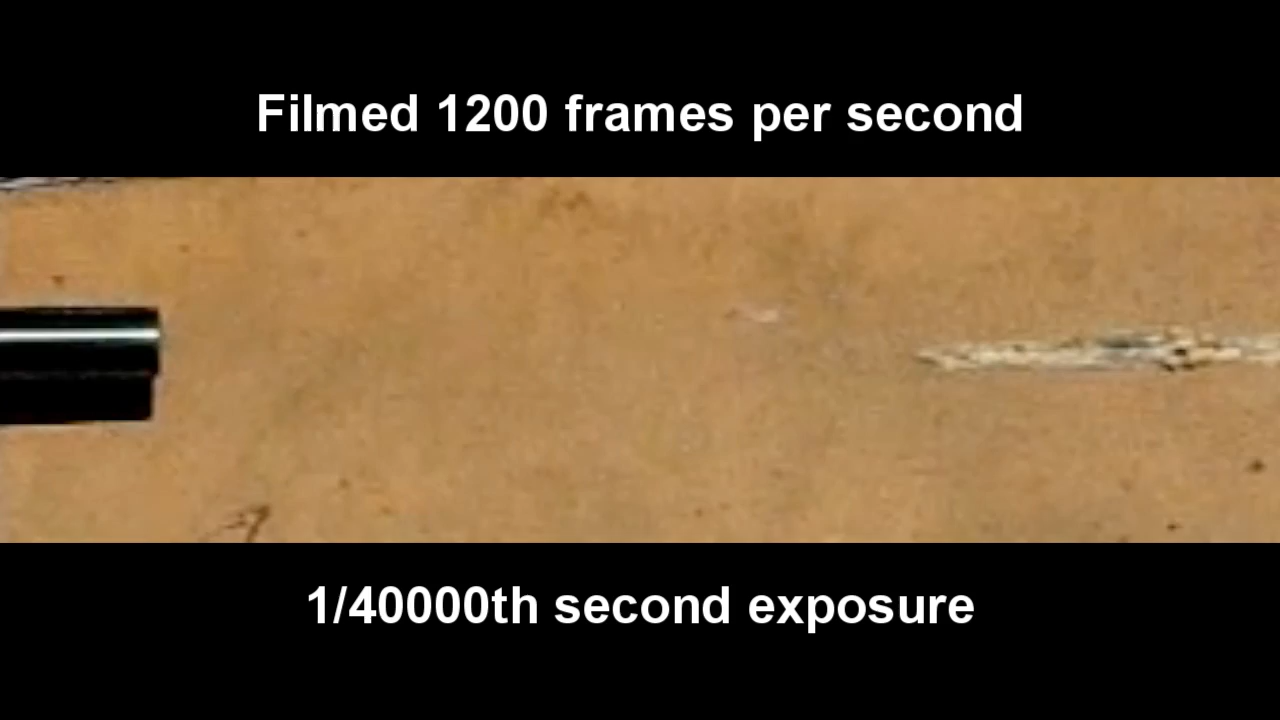 Filmed 1200 frames per second
1/40000th second exposure